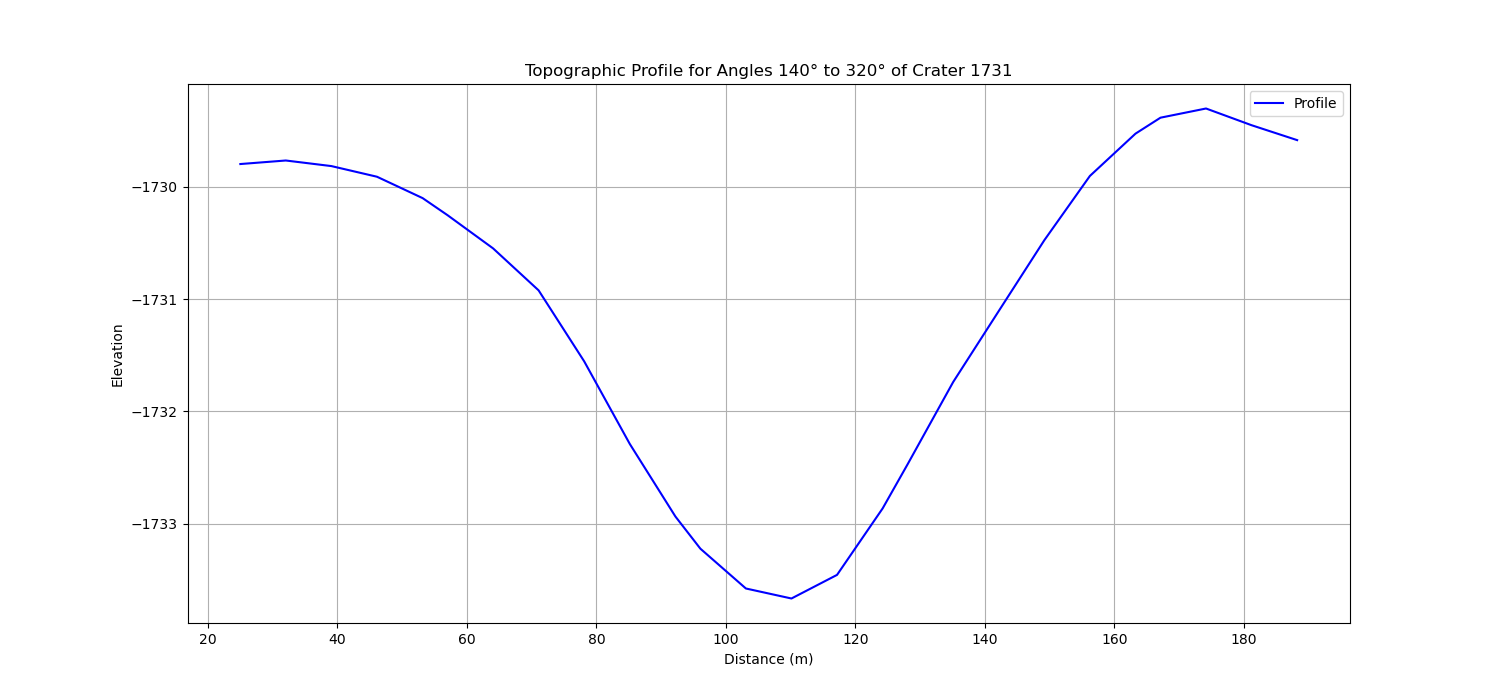 Topographic Profile for Angles 140° to 320° of Crater 1731
Profile
−1730
−1731
−1732
−1733
Elevation
20 40 60 80 100 120 140 160 180
Distance (m)